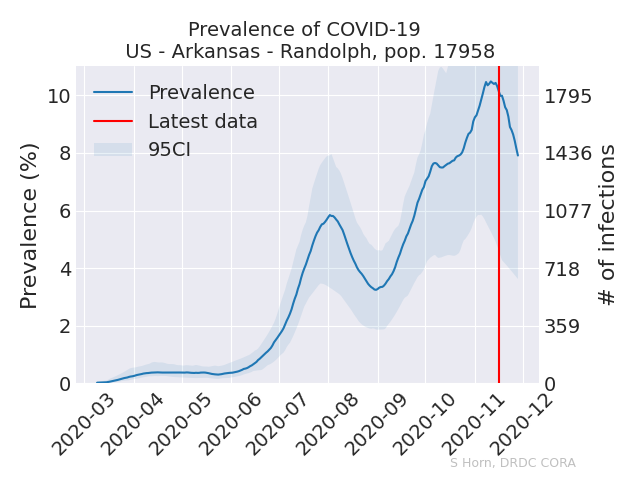 Prevalence of COVID-19
US - Arkansas - Randolph, pop. 17958
Prevalence
Latest data
95CI
Prevalence (%)
10
8
6
4
2
0
1795
1436
1077
718
359
0
# of infections
2020-03
2020-04
2020-05
2020-06
2020-07
2020-08
2020-09
2020-10
2020-11
2020-12
S Horn, DRDC CORA